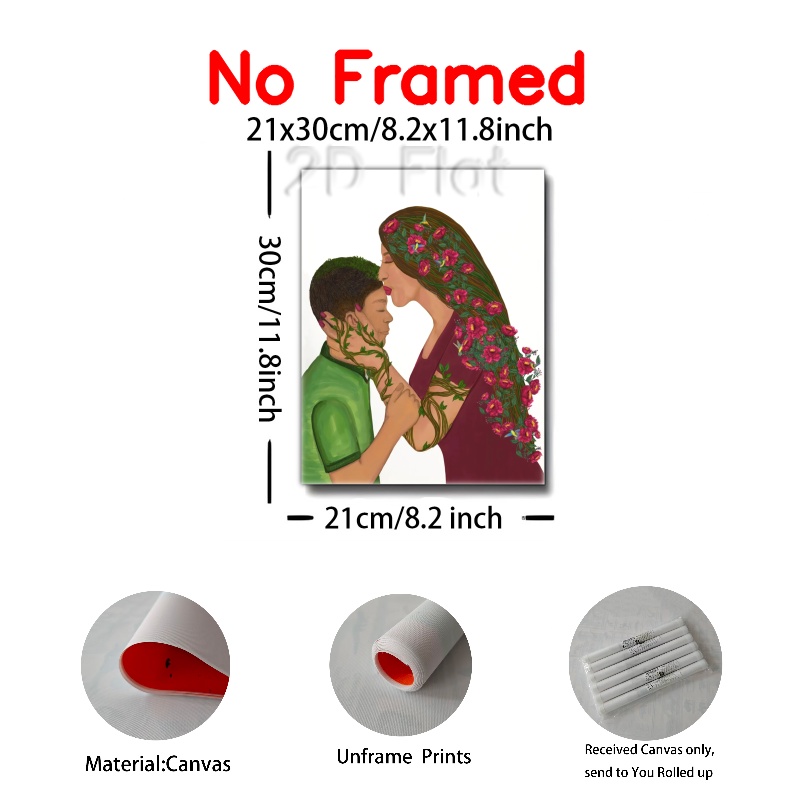 No Framed
21x30cm/8.2x11.8inch
2D Flat
30cm/11.8inch
21cm/8.2 inch
Material:Canvas
Unframe Prints
Received Canvas only,
send to You Rolled up